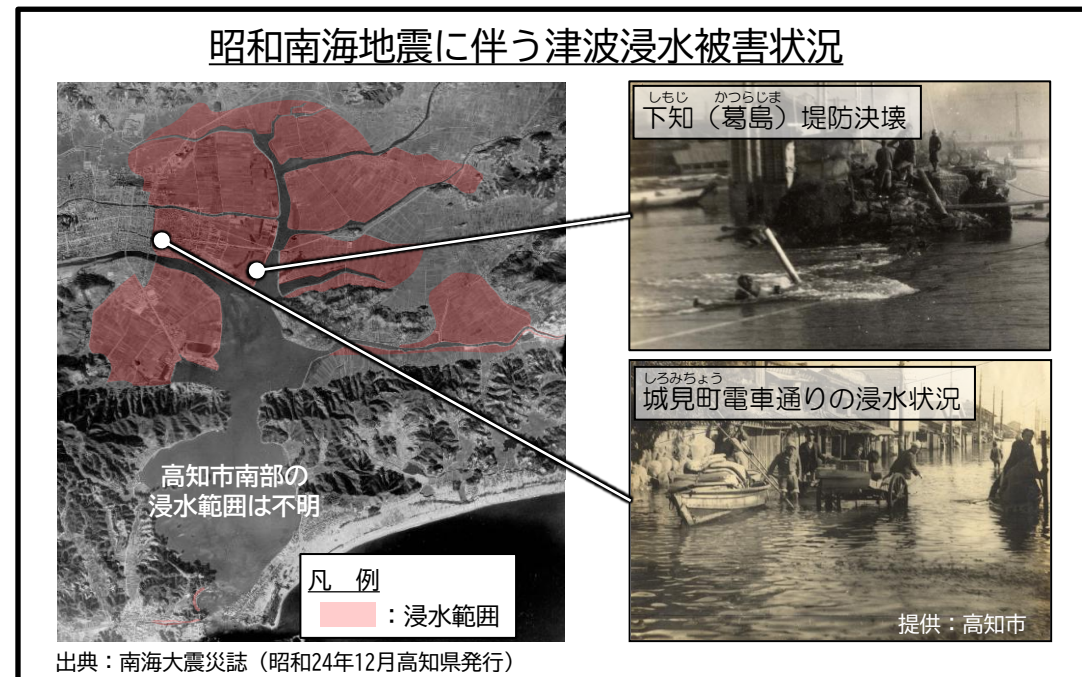 昭和南海地震に伴う津波浸水被害状況
しもじ かつらじま
下知（葛島）堤防決壊
しろみちょう
城見町電車通りの浸水状況
高知市南部の
浸水範囲は不明
凡 例
：浸水範囲
提供：高知市
出典：南海大震災誌（昭和24年12月高知県発行）